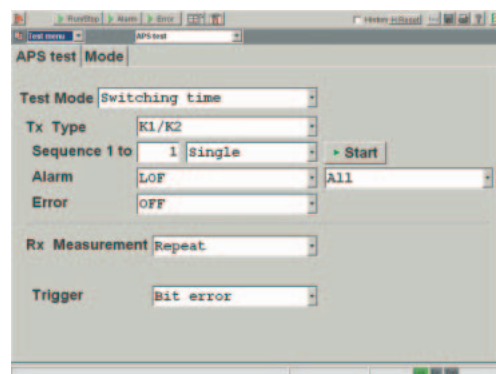 Run/Stop Alarm Error History H.Reset ?
Test menu APS test
APS test Mode
Test Mode Switching time
Tx Type K1/K2
Sequence 1 to 1 Single Start
Alarm LOF All
Error OFF
Rx Measurement Repeat
Trigger Bit error